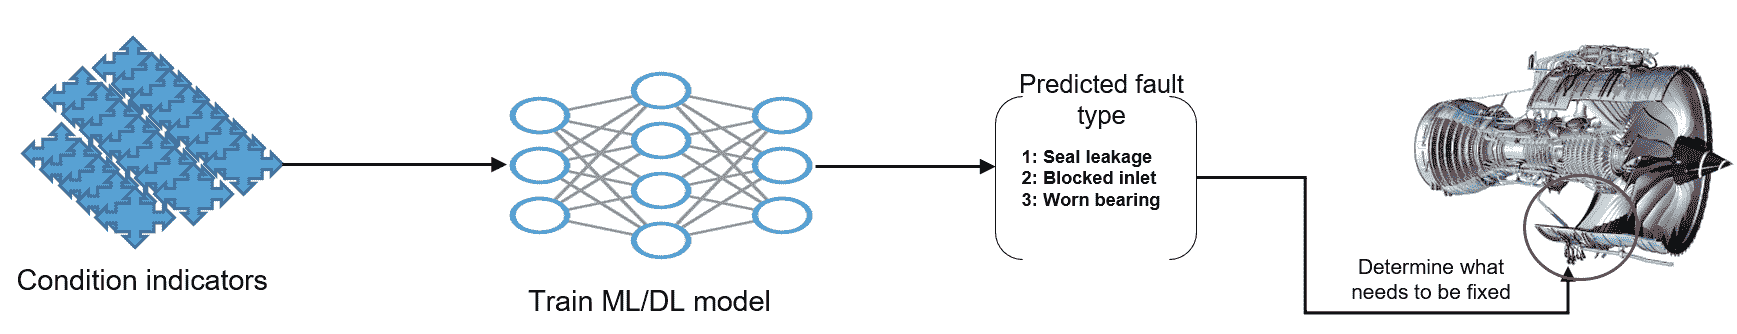 Condition indicators
Train ML/DL model
Predicted fault
type
1: Seal leakage
2: Blocked inlet
3: Worn bearing
Determine what
needs to be fixed